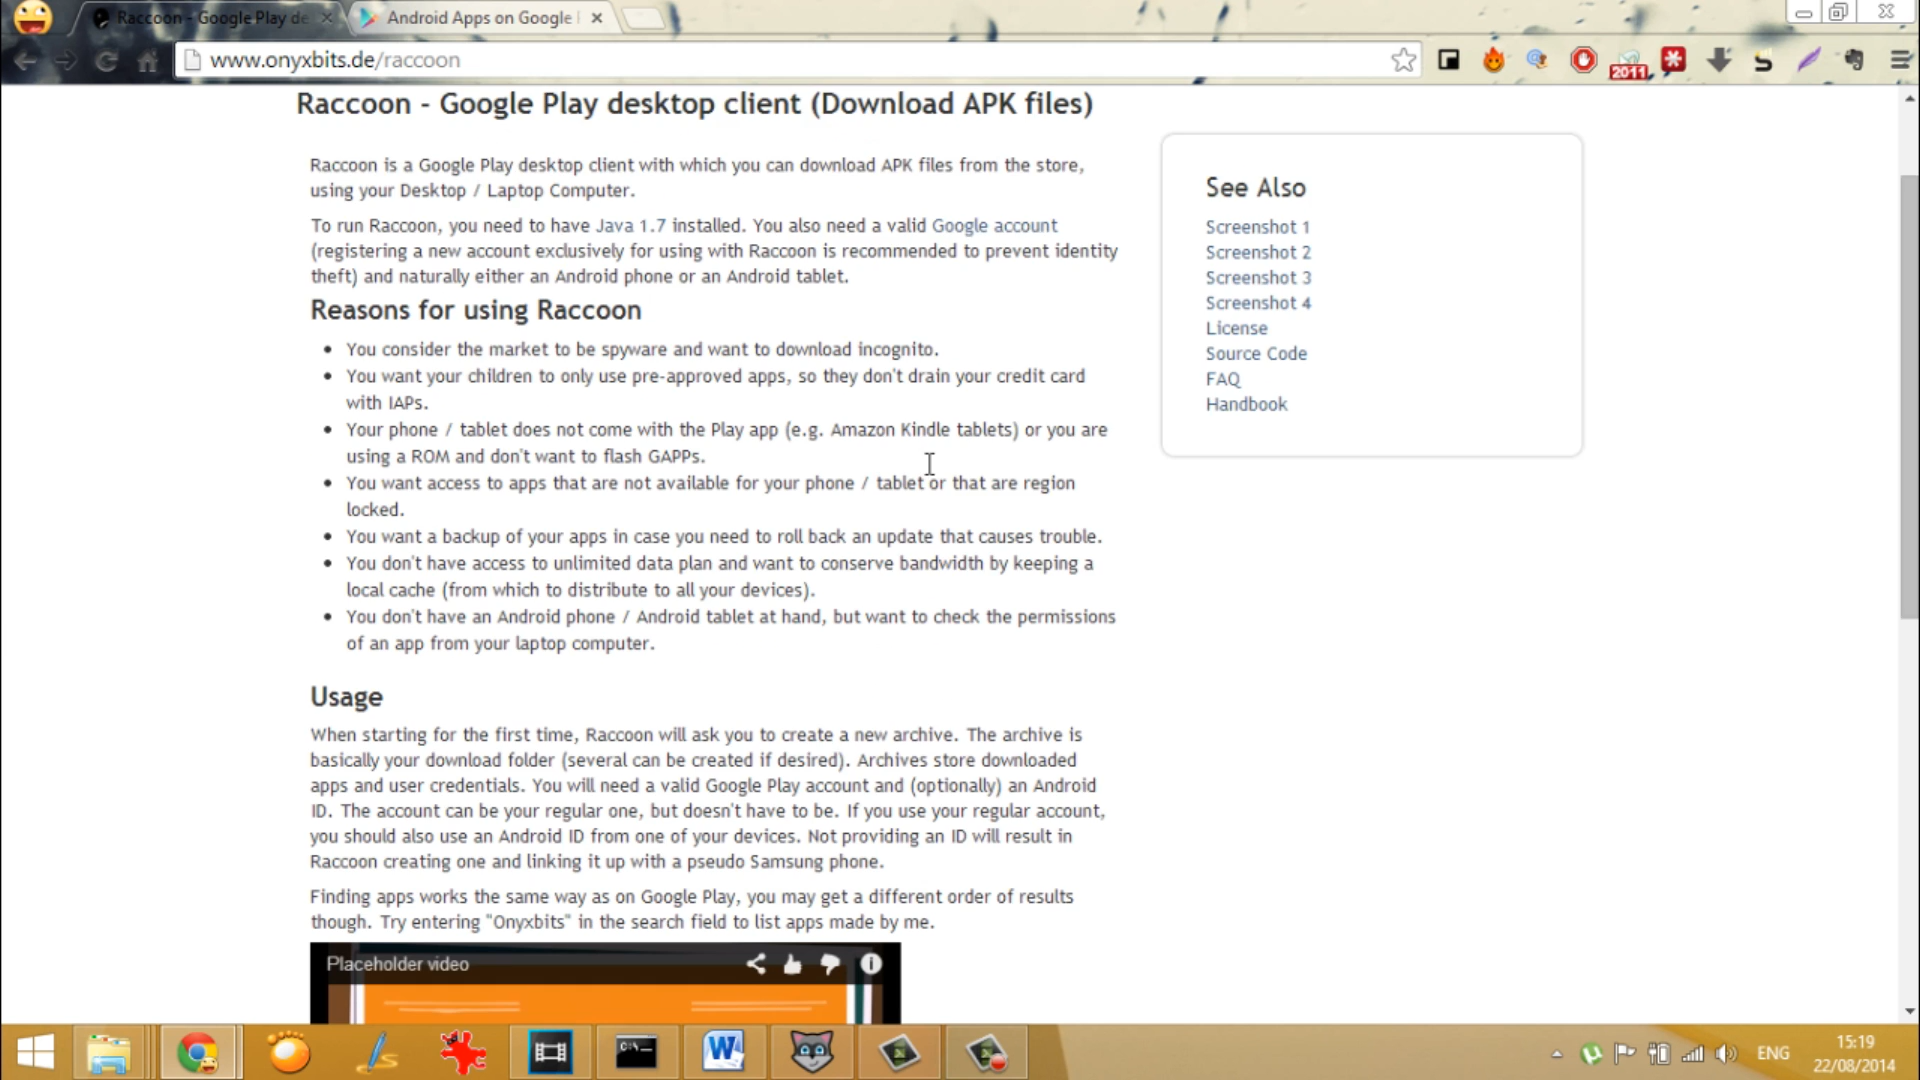 Raccoon - Google Play de
Android Apps on Google
www.onyxbits.de/raccoon
2011
Raccoon - Google Play desktop client (Download APK files)
Raccoon is a Google Play desktop client with which you can download APK files from the store,
using your Desktop / Laptop Computer.
To run Raccoon, you need to have Java 1.7 installed. You also need a valid Google account
(registering a new account exclusively for using with Raccoon is recommended to prevent identity
theft) and naturally either an Android phone or an Android tablet.
Reasons for using Raccoon
You consider the market to be spyware and want to download incognito.
You want your children to only use pre-approved apps, so they don't drain your credit card
with IAPs.
Your phone / tablet does not come with the Play app (e.g. Amazon Kindle tablets) or you are
using a ROM and don't want to flash GAPPs.
You want access to apps that are not available for your phone / tablet or that are region
locked.
You want a backup of your apps in case you need to roll back an update that causes trouble.
You don't have access to unlimited data plan and want to conserve bandwidth by keeping a
local cache (from which to distribute to all your devices).
You don't have an Android phone / Android tablet at hand, but want to check the permissions
of an app from your laptop computer.
Usage
When starting for the first time, Raccoon will ask you to create a new archive. The archive is
basically your download folder (several can be created if desired). Archives store downloaded
apps and user credentials. You will need a valid Google Play account and (optionally) an Android
ID. The account can be your regular one, but doesn't have to be. If you use your regular account,
you should also use an Android ID from one of your devices. Not providing an ID will result in
Raccoon creating one and linking it up with a pseudo Samsung phone.
Finding apps works the same way as on Google Play, you may get a different order of results
though. Try entering "Onyxbits" in the search field to list apps made by me.
Placeholder video
See Also
Screenshot 1
Screenshot 2
Screenshot 3
Screenshot 4
License
Source Code
FAQ
Handbook
C:\
ENG
15:19
22/08/2014